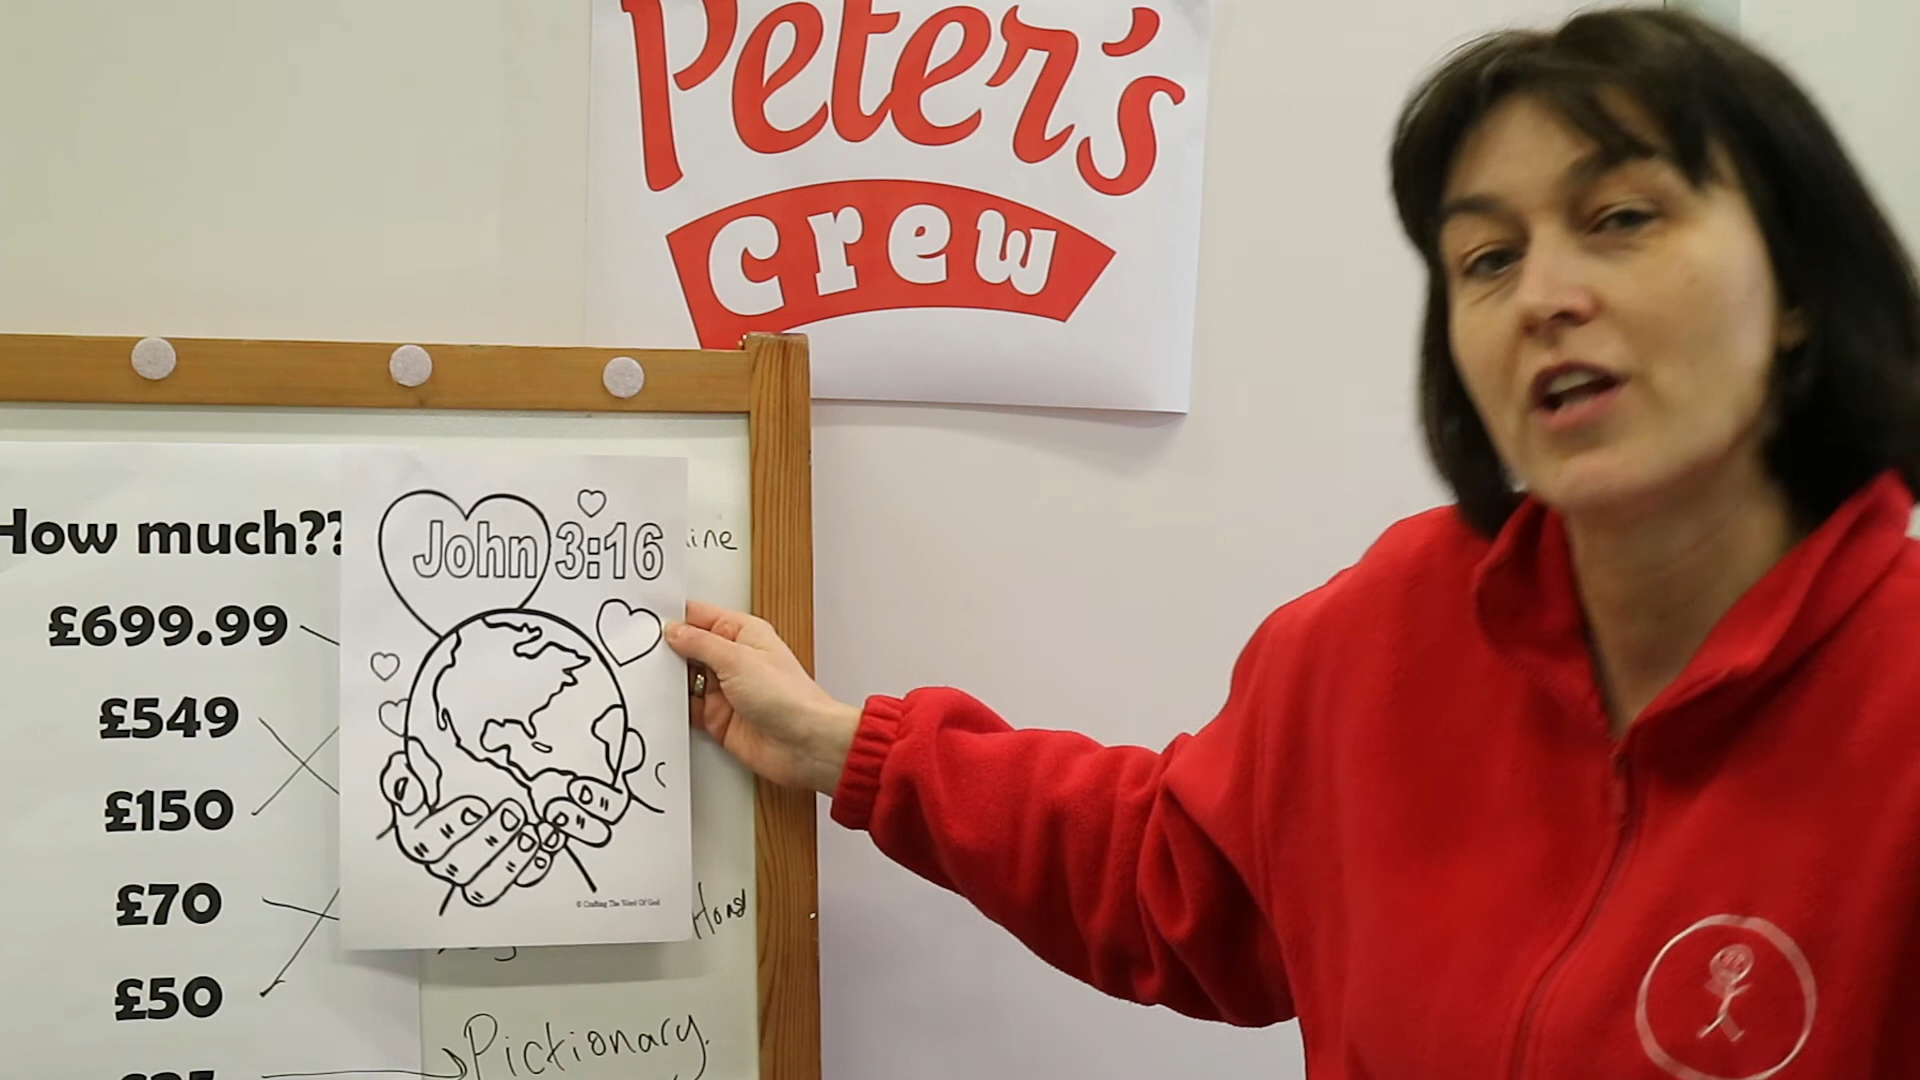 Peter's
crew
How much??
£699.99
£549
£150
£70
£50
John 3:16
© Crafting The Word Of God
Pictionary.